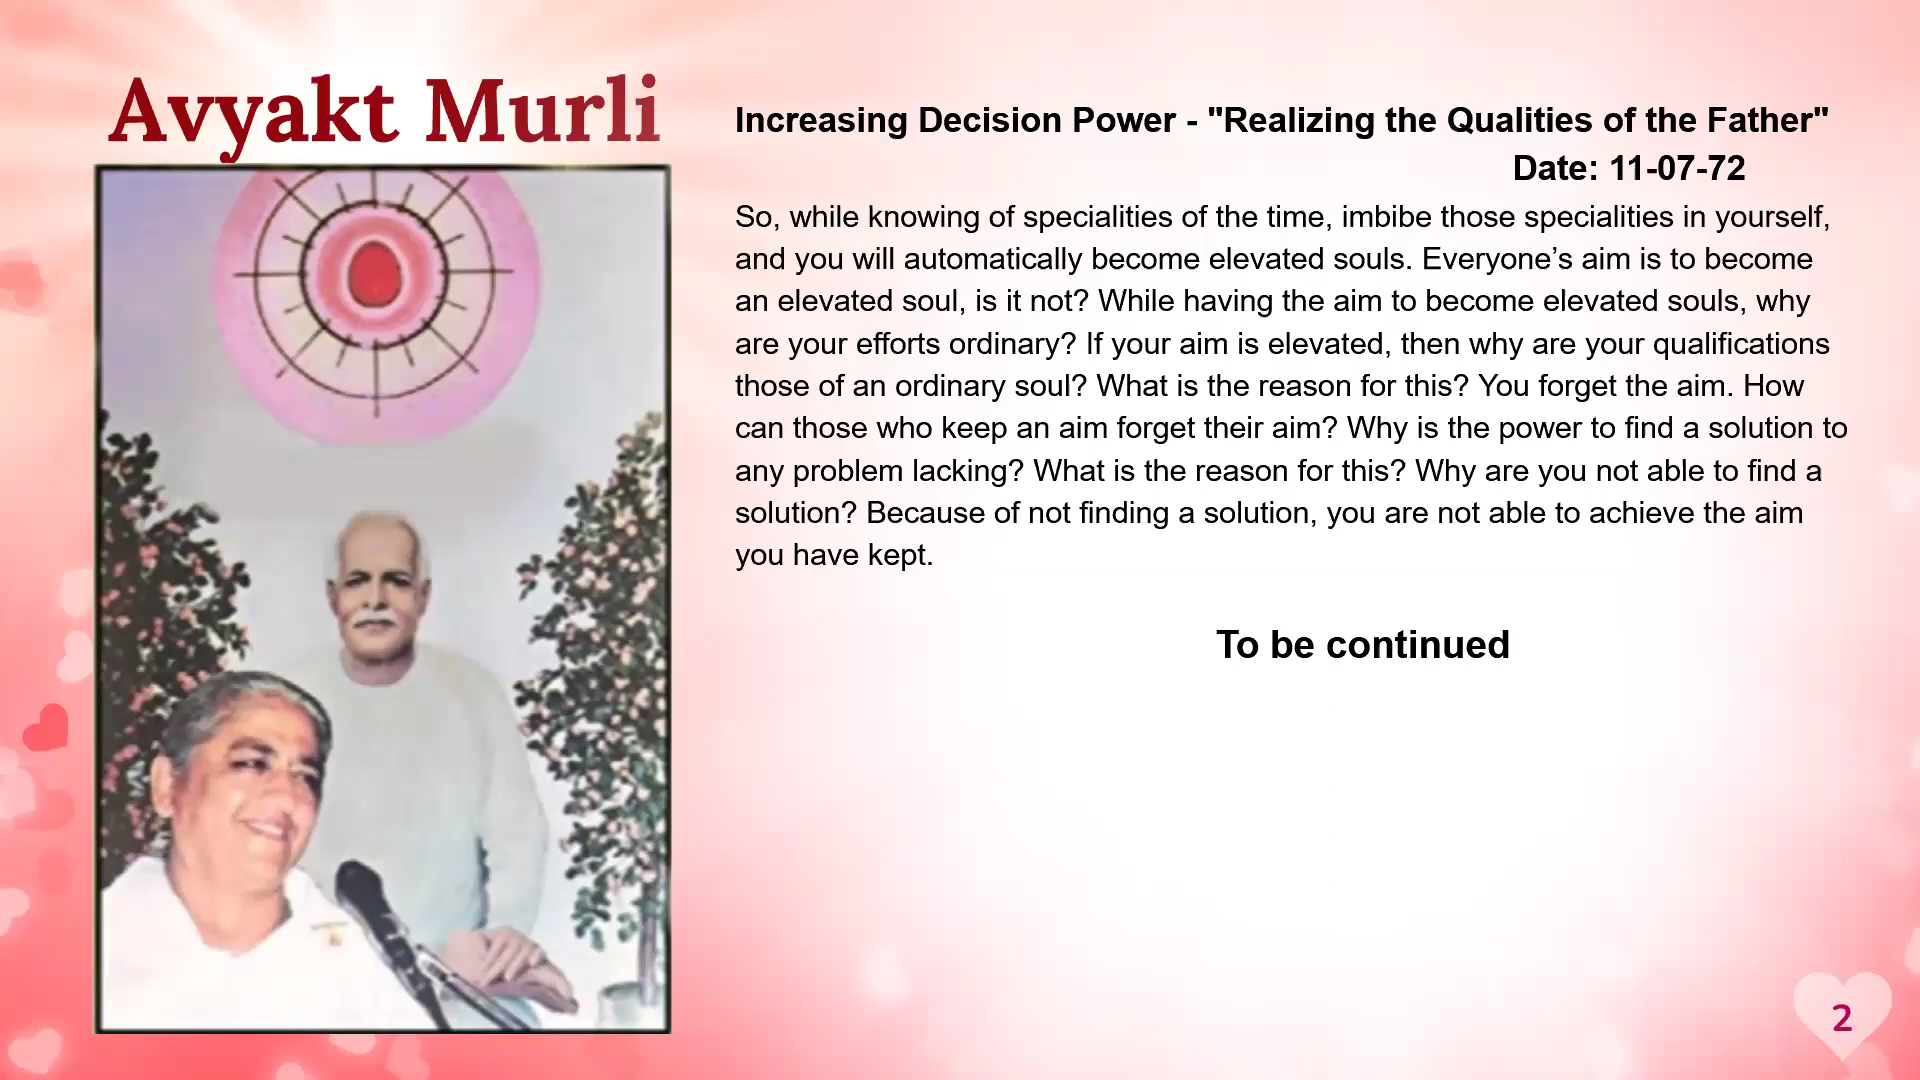 Avyakt Murli
Increasing Decision Power - "Realizing the Qualities of the Father"
Date: 11-07-72
So, while knowing of specialities of the time, imbibe those specialities in yourself,
and you will automatically become elevated souls. Everyone’s aim is to become
an elevated soul, is it not? While having the aim to become elevated souls, why
are your efforts ordinary? If your aim is elevated, then why are your qualifications
those of an ordinary soul? What is the reason for this? You forget the aim. How
can those who keep an aim forget their aim? Why is the power to find a solution to
any problem lacking? What is the reason for this? Why are you not able to find a
solution? Because of not finding a solution, you are not able to achieve the aim
you have kept.
To be continued
2